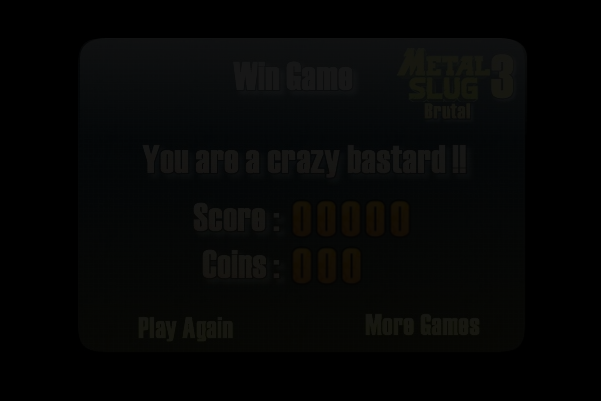 Win Game
METAL SLUG 3
Brutal
You are a crazy bastard !!
Score : 00000
Coins : 000
Play Again
More Games